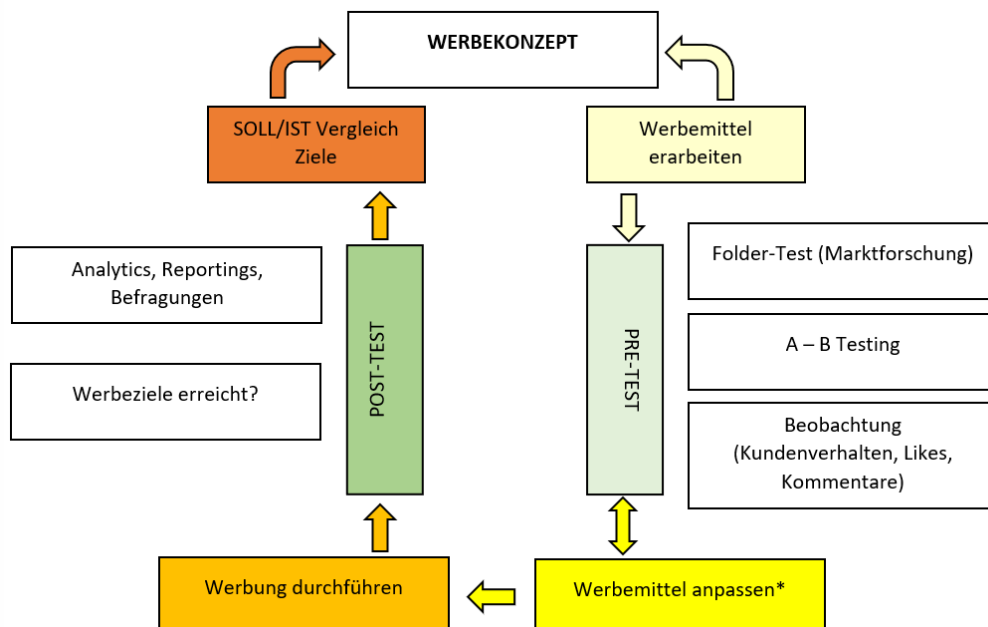 WERBEKONZEPT
SOLL/IST Vergleich
Ziele
Werbemittel
erarbeiten
Analytics, Reportings,
Befragungen
Werbeziele erreicht?
POST-TEST
PRE-TEST
Folder-Test (Marktforschung)
A – B Testing
Beobachtung
(Kundenverhalten, Likes,
Kommentare)
Werbung durchführen
Werbemittel anpassen*